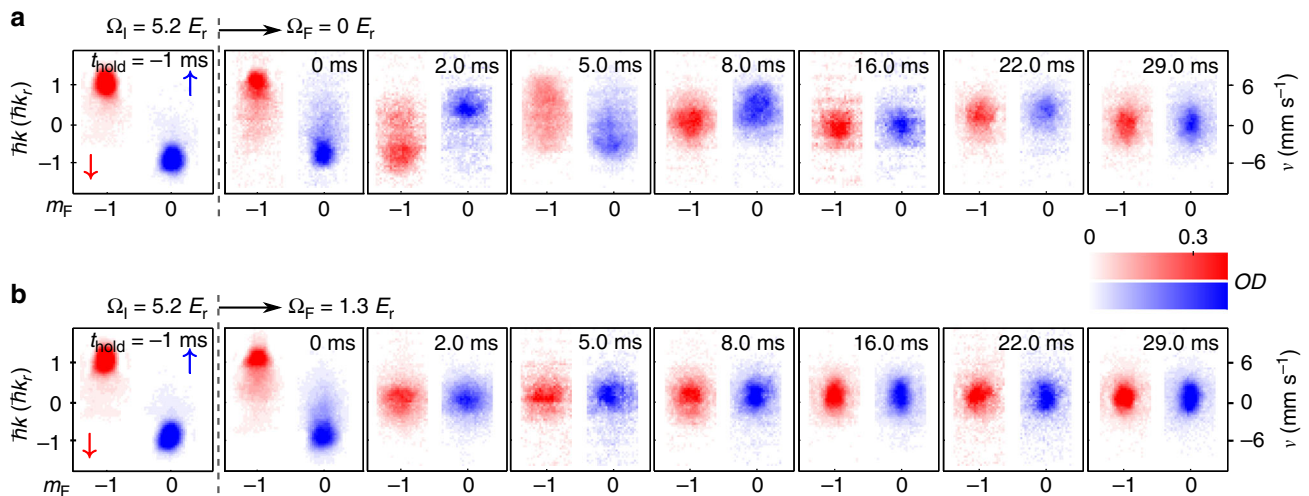 a
Ω_I = 5.2 E_r
Ω_F = 0 E_r
t_hold = −1 ms
0 ms
2.0 ms
5.0 ms
8.0 ms
16.0 ms
22.0 ms
29.0 ms
ħk (ħk_r)
1
0
−1
6
0
−6
ν (mm s⁻¹)
m_F
−1 0 −1 0 −1 0 −1 0 −1 0 −1 0 −1 0 −1 0
0 0.3
OD
b
Ω_I = 5.2 E_r
Ω_F = 1.3 E_r
t_hold = −1 ms
0 ms
2.0 ms
5.0 ms
8.0 ms
16.0 ms
22.0 ms
29.0 ms
ħk (ħk_r)
1
0
−1
6
0
−6
ν (mm s⁻¹)
m_F
−1 0 −1 0 −1 0 −1 0 −1 0 −1 0 −1 0 −1 0